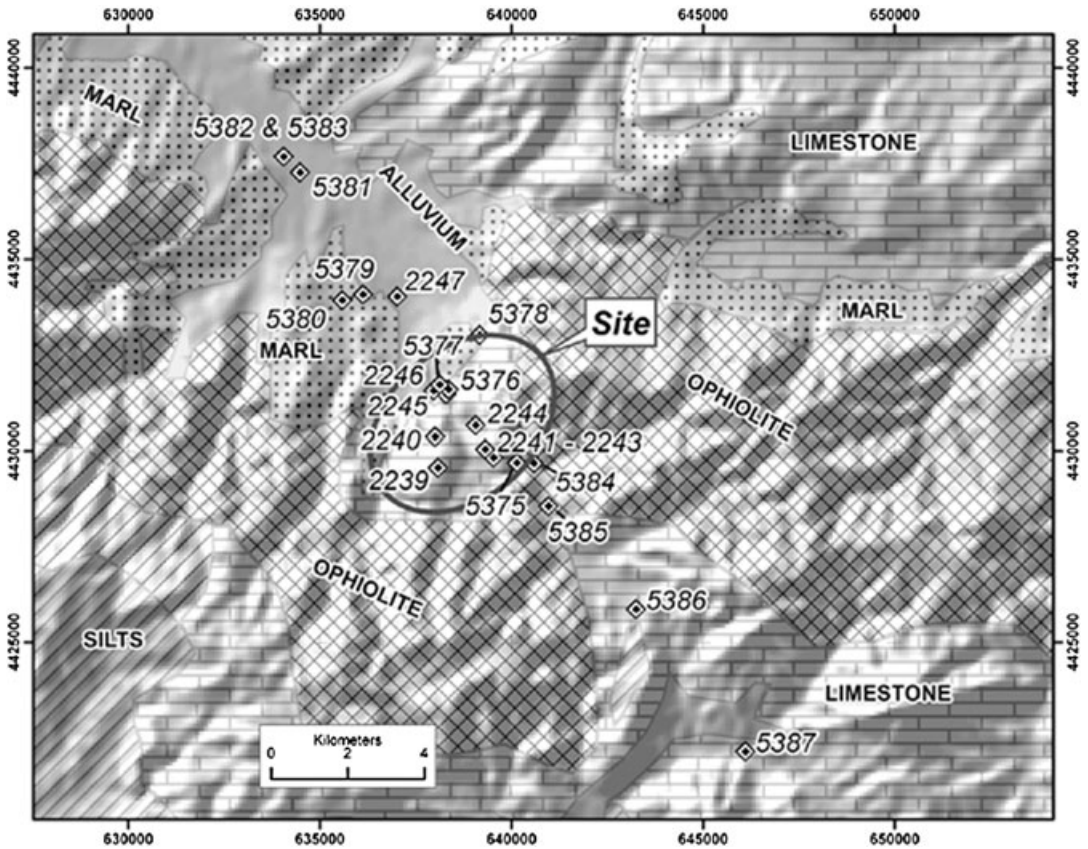 630000 635000 640000 645000 650000
4440000
4440000
MARL
5382 & 5383
LIMESTONE
5381
ALLUVIUM
4435000
4435000
5379
2247
5380
5378
Site
MARL
MARL
5377
2246
5376
OPHIOLITE
2245
2244
2240
2241 - 2243
4430000
4430000
2239
5384
5375
5385
OPHIOLITE
5386
SILTS
4425000
4425000
LIMESTONE
Kilometers
0 2 4
5387
630000 635000 640000 645000 650000